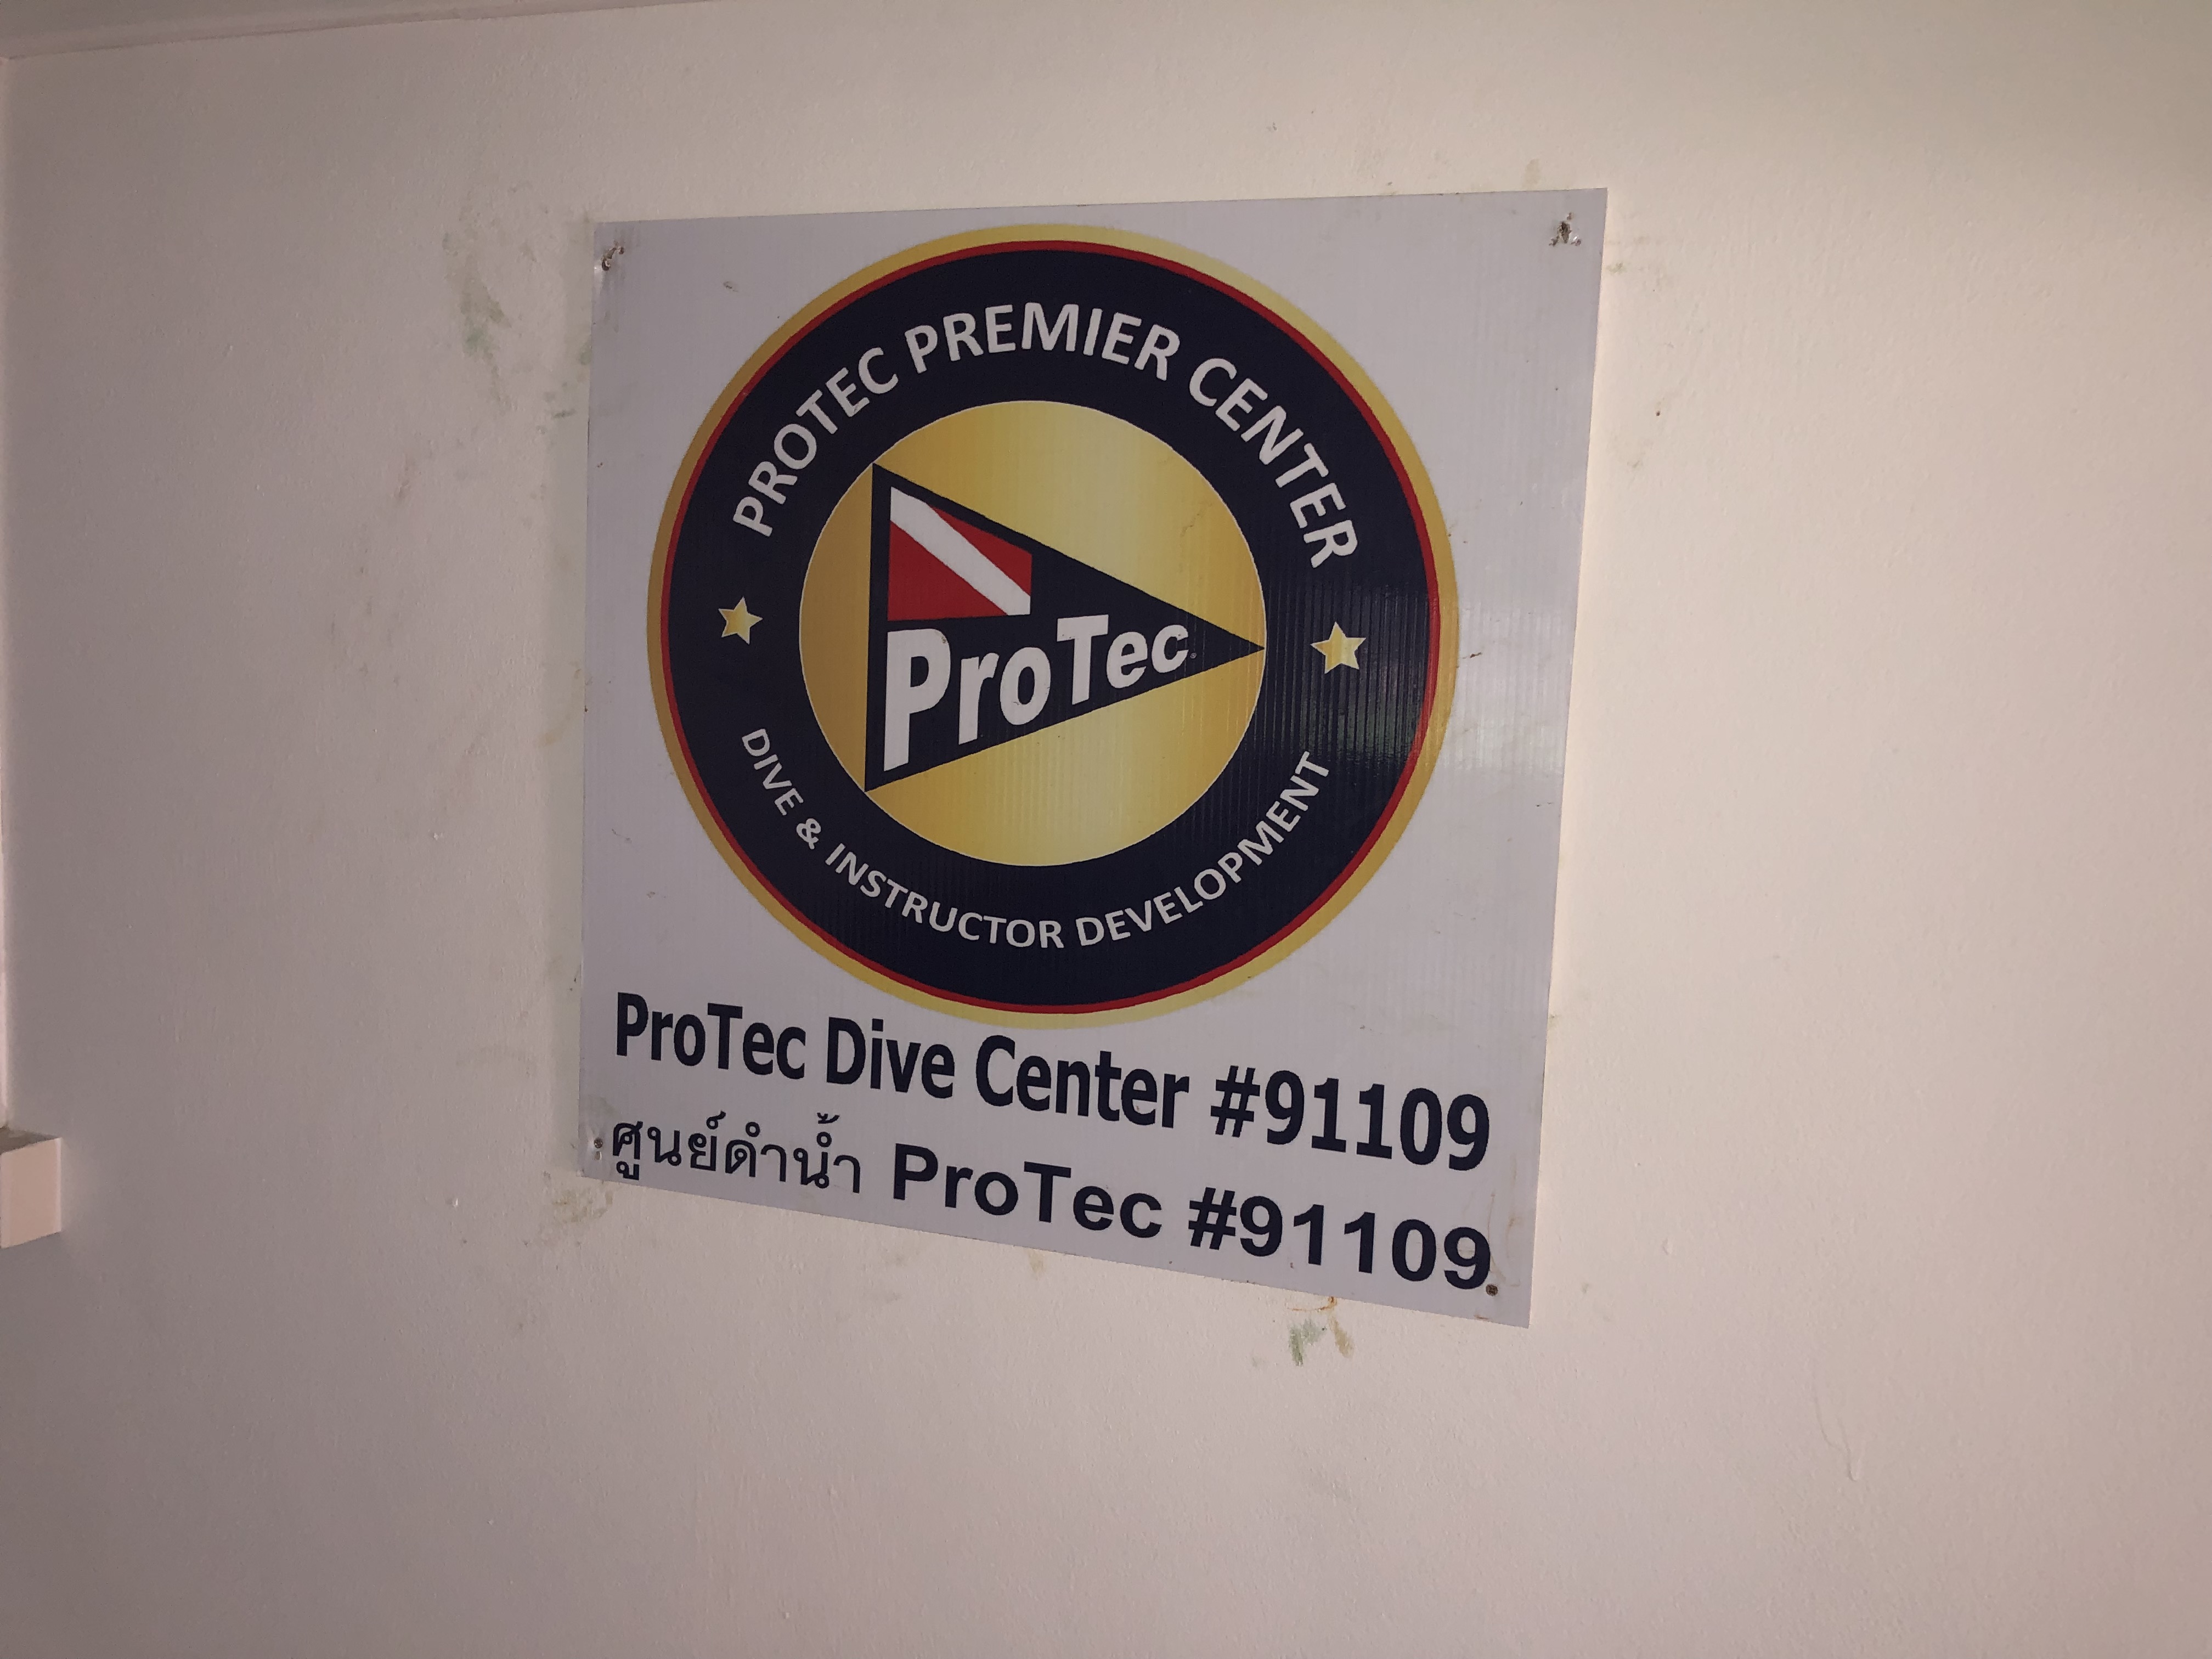 PROTEC PREMIER CENTER
ProTec
DIVE & INSTRUCTOR DEVELOPMENT
ProTec Dive Center #91109
ศูนย์ดำน้ำ ProTec #91109